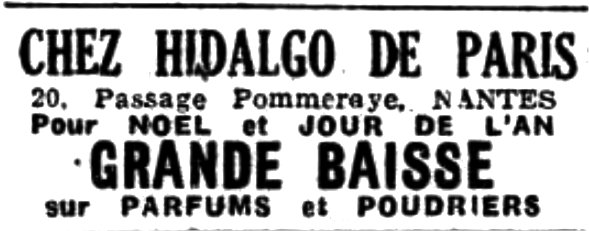 CHEZ HIDALGO DE PARIS
20, Passage Pommeraye, NANTES
Pour NOEL et JOUR DE L'AN
GRANDE BAISSE
sur PARFUMS et POUDRIERS